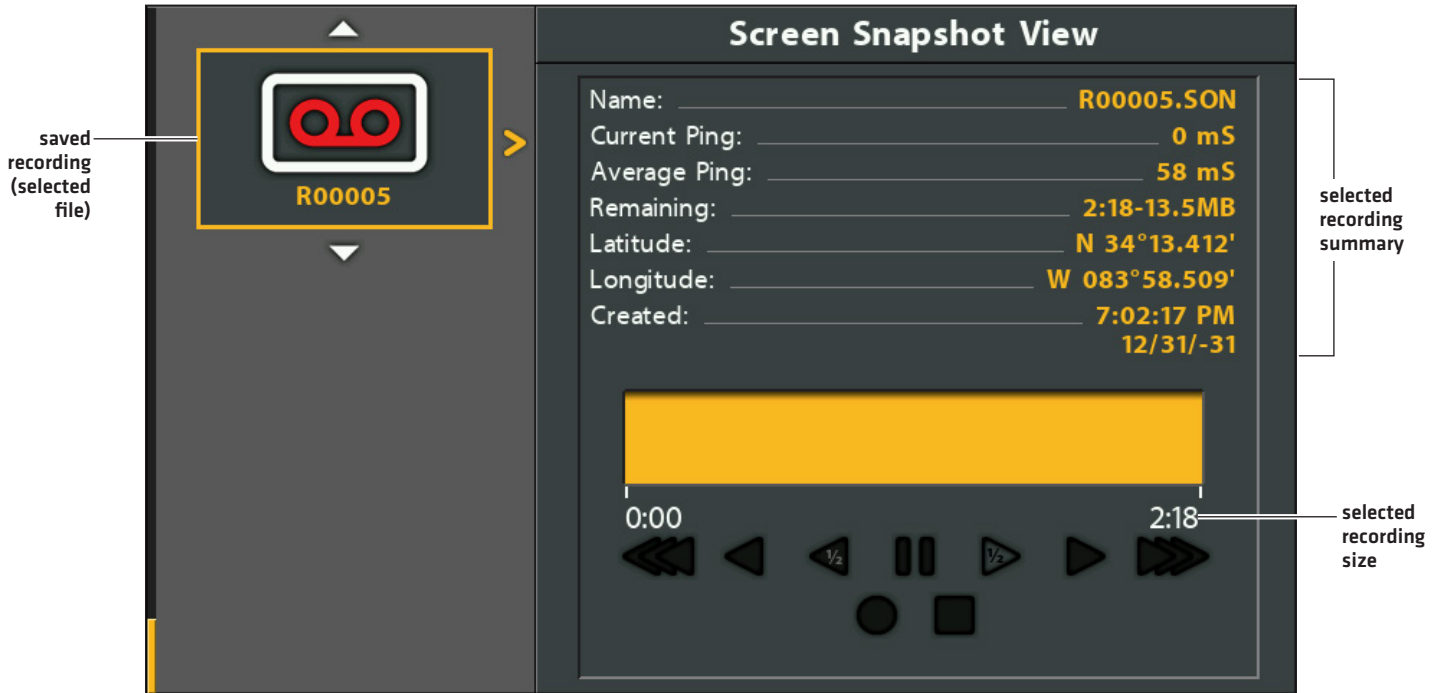 Screen Snapshot View
saved
recording
(selected
file)
R00005
Name: R00005.SON
Current Ping: 0 mS
Average Ping: 58 mS
Remaining: 2:18-13.5MB
Latitude: N 34°13.412'
Longitude: W 083°58.509'
Created: 7:02:17 PM
12/31/-31
selected
recording
summary
0:00 2:18
½ ½
selected
recording
size